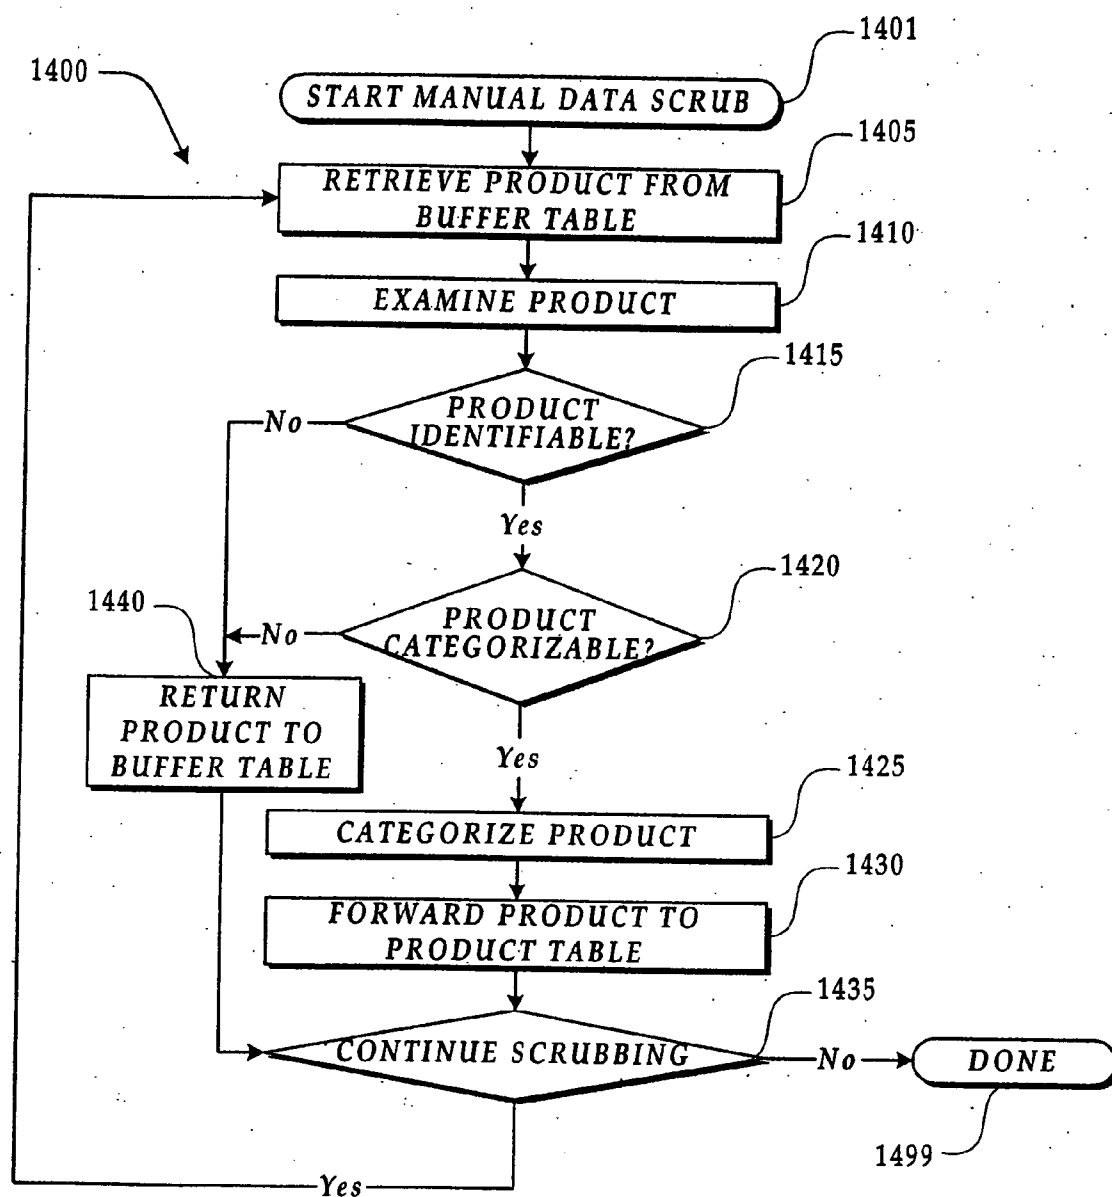 1401
1400
START MANUAL DATA SCRUB
1405
RETRIEVE PRODUCT FROM
BUFFER TABLE
1410
EXAMINE PRODUCT
1415
PRODUCT
IDENTIFIABLE?
No
Yes
1420
PRODUCT
CATEGORIZABLE?
No
1440
RETURN
PRODUCT TO
BUFFER TABLE
Yes
1425
CATEGORIZE PRODUCT
1430
FORWARD PRODUCT TO
PRODUCT TABLE
1435
CONTINUE SCRUBBING
No
DONE
1499
Yes